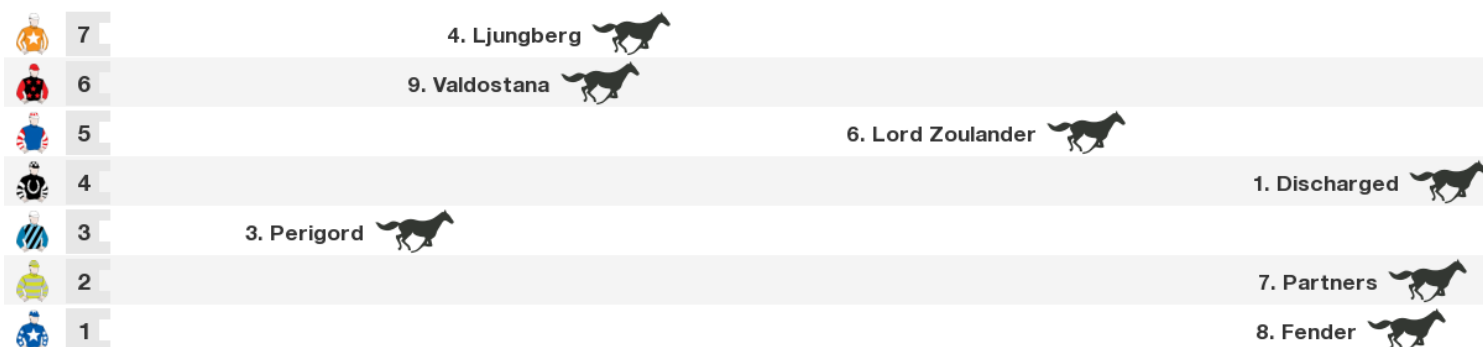 7 4. Ljungberg
6 9. Valdostana
5 6. Lord Zoulander
4 1. Discharged
3 3. Perigord
2 7. Partners
1 8. Fender